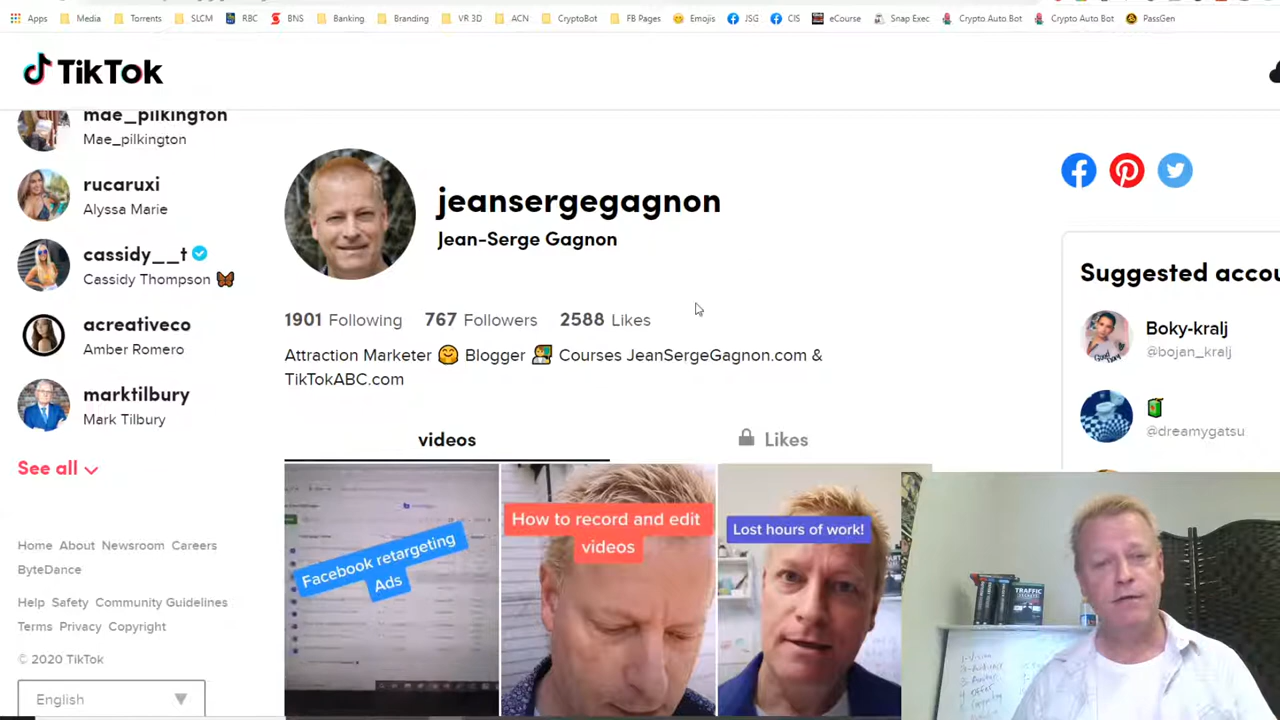 Apps Media Torrents SLCM RBC BNS Banking Branding VR 3D ACN CryptoBot FB Pages Emojis JSG CIS eCourse Snap Exec Crypto Auto Bot Crypto Auto Bot PassGen
TikTok
mae_pilkington
Mae_pilkington
rucaruxi
Alyssa Marie
cassidy__t
Cassidy Thompson 🦋
acreativeco
Amber Romero
marktilbury
Mark Tilbury
See all
Home About Newsroom Careers
ByteDance
Help Safety Community Guidelines
Terms Privacy Copyright
© 2020 TikTok
English
jeansergegagnon
Jean-Serge Gagnon
1901 Following 767 Followers 2588 Likes
Attraction Marketer 🤗 Blogger 👨‍🏫 Courses JeanSergeGagnon.com &
TikTokABC.com
videos
Likes
Facebook retargeting
Ads
How to record and edit
videos
Lost hours of work!
Suggested accou
Boky-kralj
@bojan_kralj
🧃
@dreamygatsu
TRAFFIC